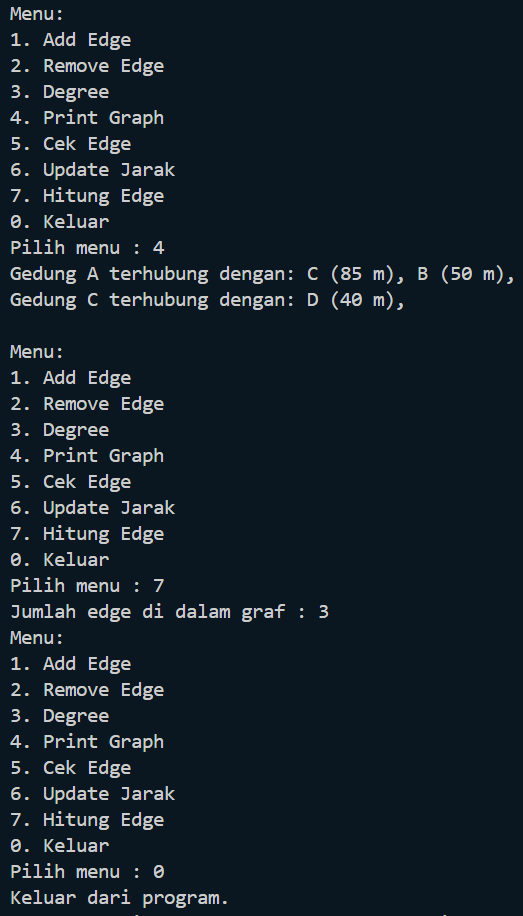 Menu:
1. Add Edge
2. Remove Edge
3. Degree
4. Print Graph
5. Cek Edge
6. Update Jarak
7. Hitung Edge
0. Keluar
Pilih menu : 4
Gedung A terhubung dengan: C (85 m), B (50 m),
Gedung C terhubung dengan: D (40 m),

Menu:
1. Add Edge
2. Remove Edge
3. Degree
4. Print Graph
5. Cek Edge
6. Update Jarak
7. Hitung Edge
0. Keluar
Pilih menu : 7
Jumlah edge di dalam graf : 3
Menu:
1. Add Edge
2. Remove Edge
3. Degree
4. Print Graph
5. Cek Edge
6. Update Jarak
7. Hitung Edge
0. Keluar
Pilih menu : 0
Keluar dari program.